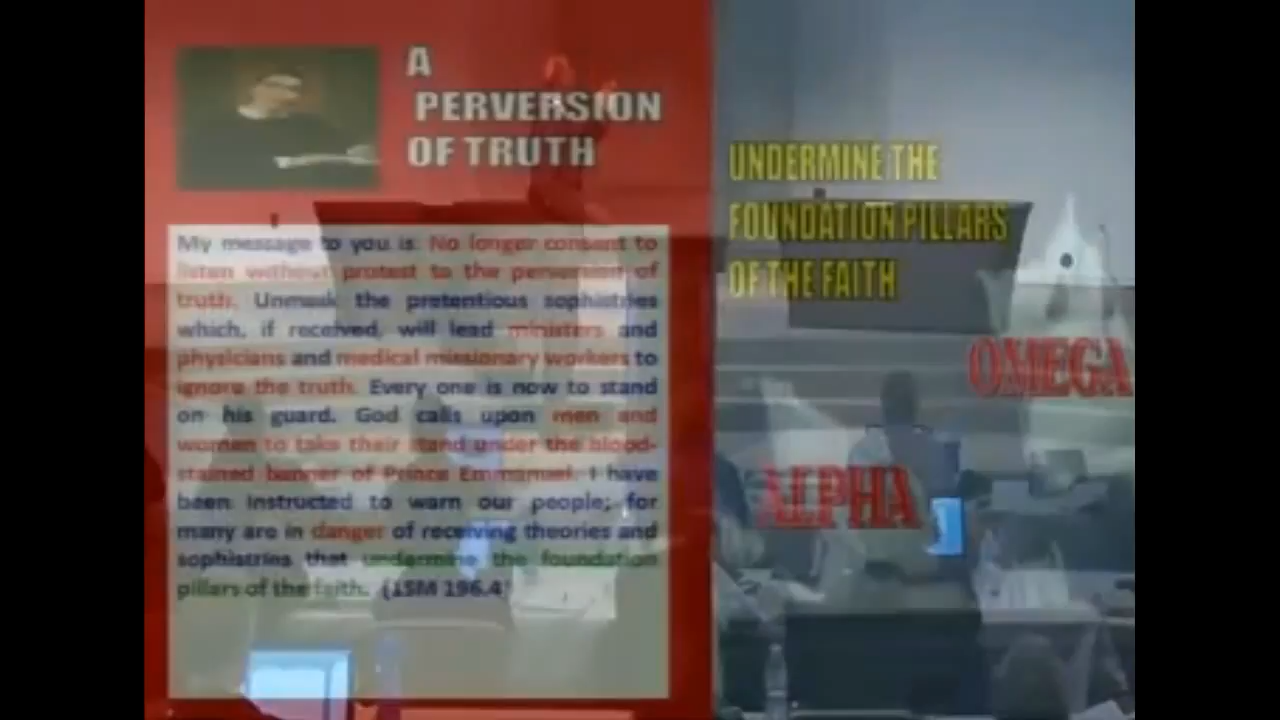 A
PERVERSION
OF TRUTH
My message to you is: No longer consent to
listen without protest to the perversion of
truth. Unmask the pretentious sophistries
which, if received, will lead ministers and
physicians and medical missionary workers to
ignore the truth. Every one is now to stand
on his guard. God calls upon men and
women to take their stand under the blood-
stained banner of Prince Emmanuel. I have
been instructed to warn our people; for
many are in danger of receiving theories and
sophistries that undermine the foundation
pillars of the faith. (1SM 196.4)
UNDERMINE THE
FOUNDATION PILLARS
OF THE FAITH
OMEGA
ALPHA